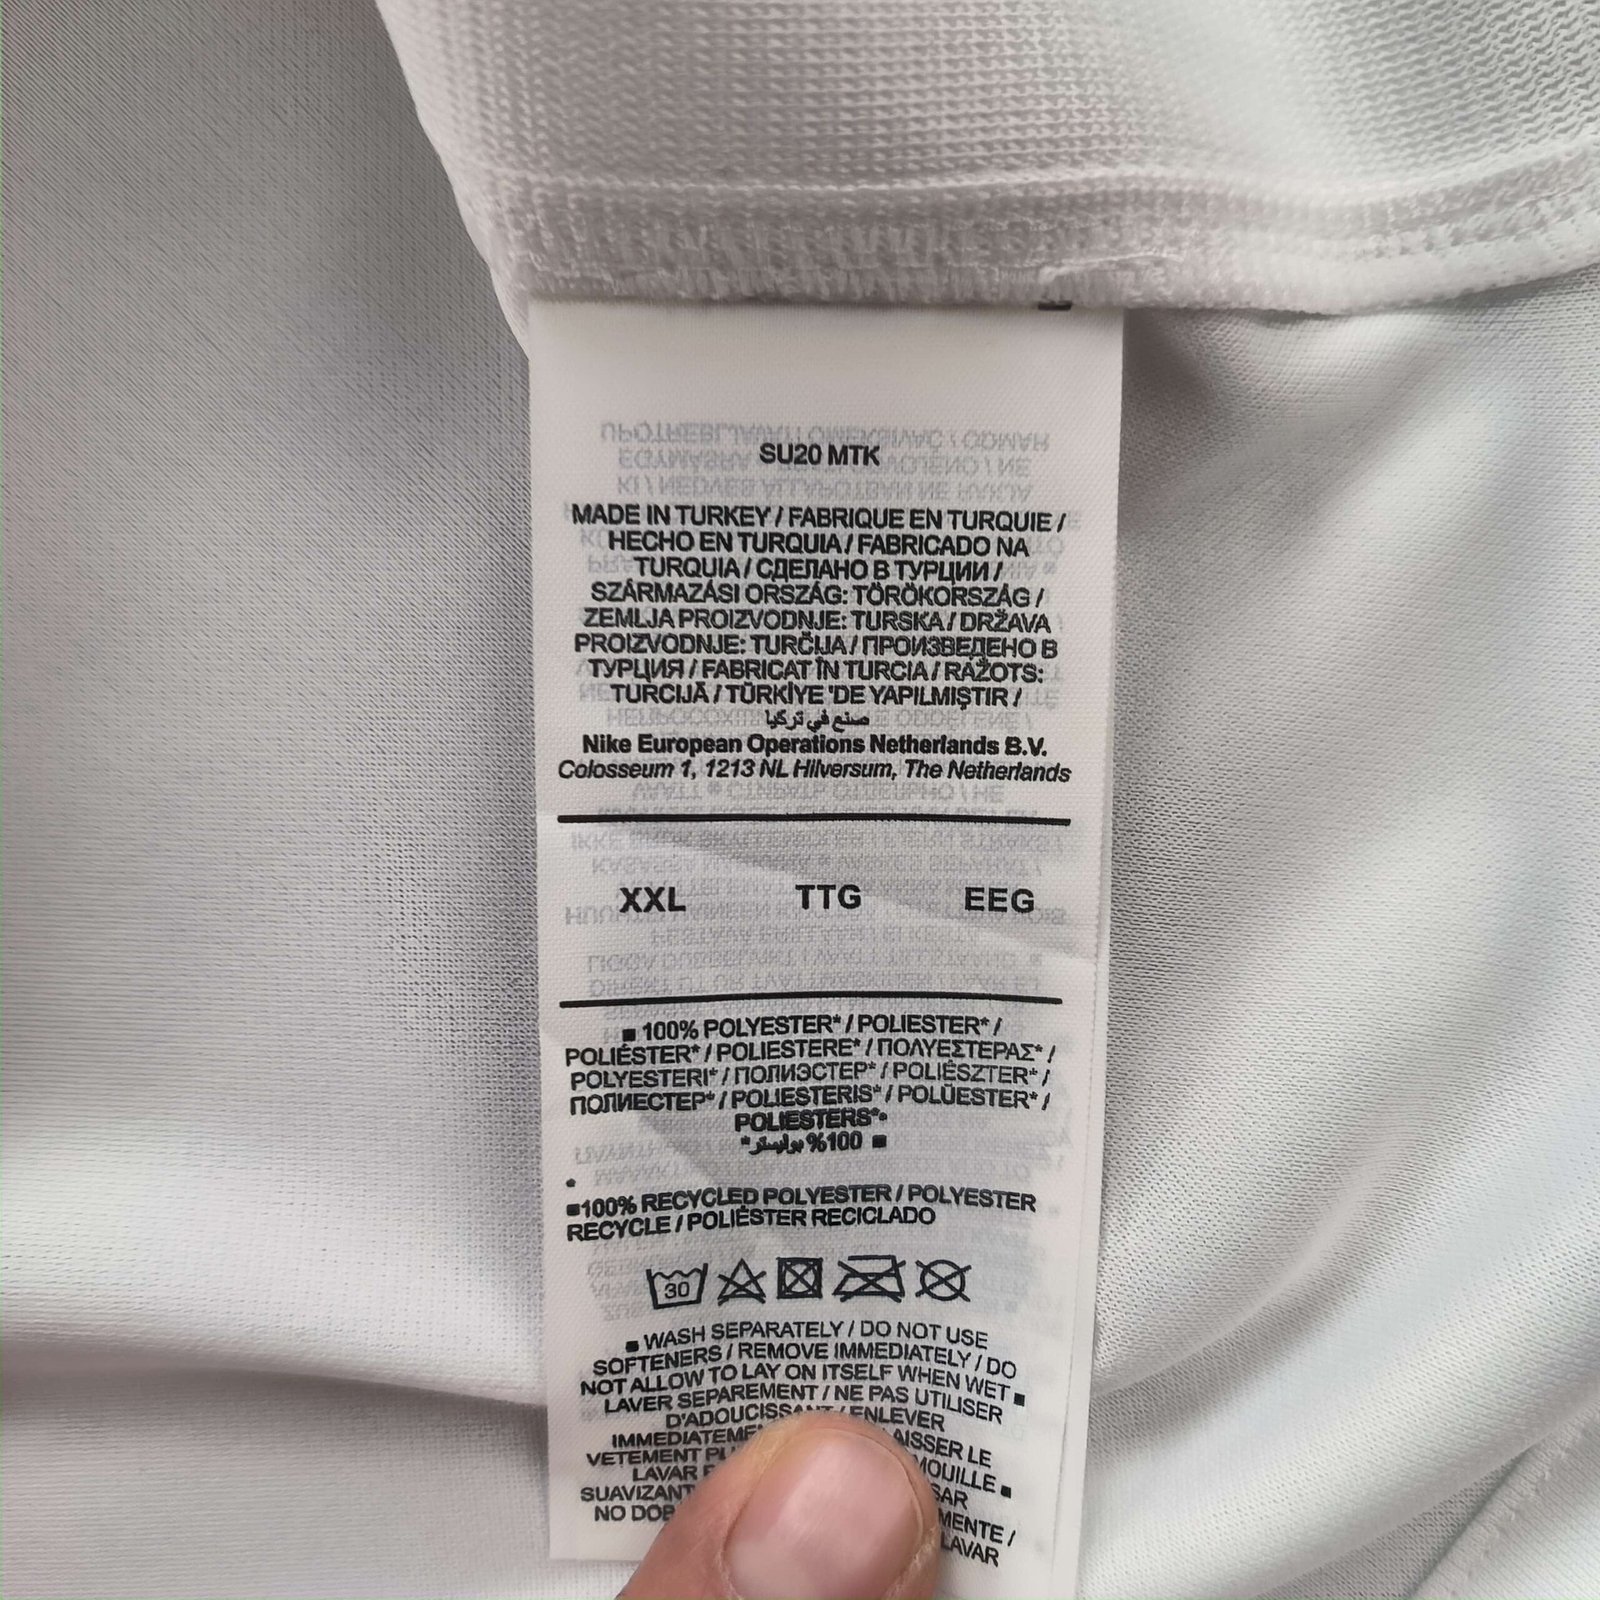 SU20 MTK
MADE IN TURKEY / FABRIQUE EN TURQUIE /
HECHO EN TURQUIA / FABRICADO NA
TURQUIA / СДЕЛАНО В ТУРЦИИ /
SZÁRMAZÁSI ORSZÁG: TÖRÖKORSZÁG /
ZEMLJA PROIZVODNJE: TURSKA / DRŽAVA
PROIZVODNJE: TURČIJA / ПРОИЗВЕДЕНО В
ТУРЦИЯ / FABRICAT ÎN TURCIA / RAŽOTS:
TURCIJĀ / TÜRKİYE 'DE YAPILMIŞTIR /
صنع في تركيا
Nike European Operations Netherlands B.V.
Colosseum 1, 1213 NL Hilversum, The Netherlands
XXL TTG EEG
■ 100% POLYESTER* / POLIESTER* /
POLIÉSTER* / POLIESTERE* / ΠΟΛΥΕΣΤΕΡΑΣ* /
POLYESTERI* / ПОЛИЭСТЕР* / POLIÉSZTER* /
ПОЛИЕСТЕР* / POLIESTERIS* / POLÜESTER* /
POLIESTERS*
■ 100% بوليستر*
■100% RECYCLED POLYESTER / POLYESTER
RECYCLE / POLIÉSTER RECICLADO
30
■ WASH SEPARATELY / DO NOT USE
SOFTENERS / REMOVE IMMEDIATELY / DO
NOT ALLOW TO LAY ON ITSELF WHEN WET ■
LAVER SEPAREMENT / NE PAS UTILISER
D'ADOUCISSANT / ENLEVER
LE
VETEMENT MOUILLE ■
LAVAR
NO
LAVAR